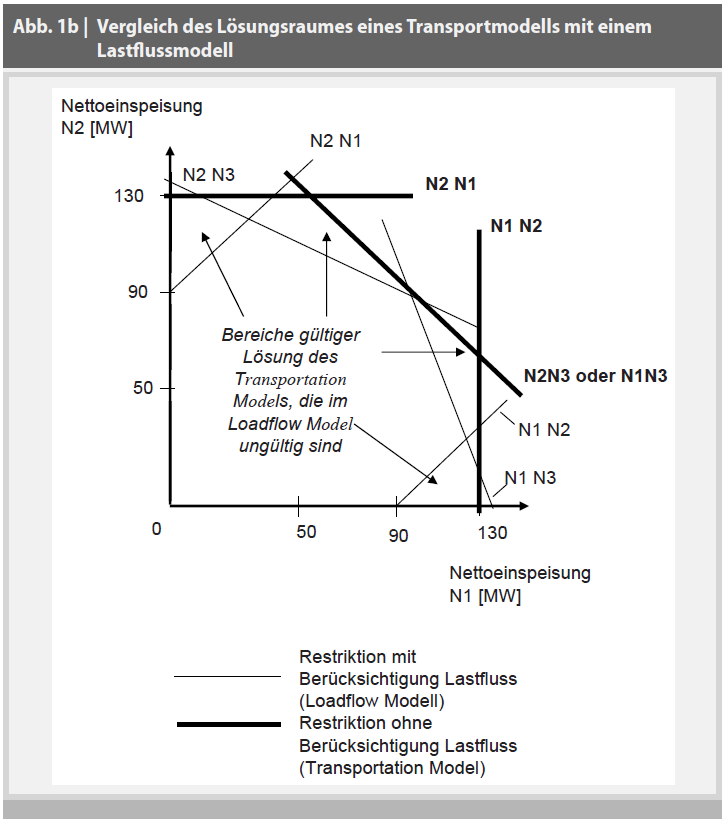 Abb. 1b | Vergleich des Lösungsraumes eines Transportmodells mit einem
Lastflussmodell
Nettoeinspeisung
N2 [MW]
N2 N1
N2 N3
N2 N1
130
N1 N2
90
Bereiche gültiger
Lösung des
Transportation
Models, die im
Loadflow Model
ungültig sind
50
N2N3 oder N1N3
N1 N2
N1 N3
0
50
90
130
Nettoeinspeisung
N1 [MW]
Restriktion mit
Berücksichtigung Lastfluss
(Loadflow Modell)
Restriktion ohne
Berücksichtigung Lastfluss
(Transportation Model)